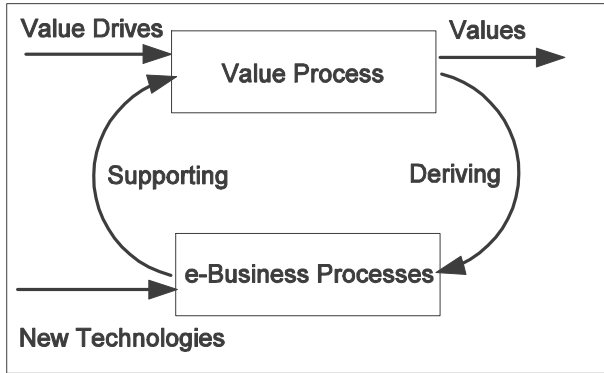 Value Drives
Values
Value Process
Supporting
Deriving
e-Business Processes
New Technologies